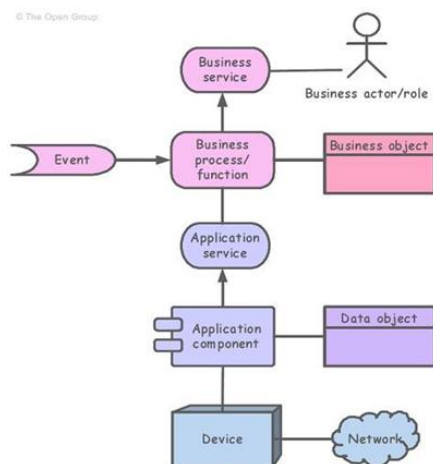 © The Open Group
Business
service
Business actor/role
Event
Business
process/
function
Business object
Application
service
Application
component
Data object
Device
Network